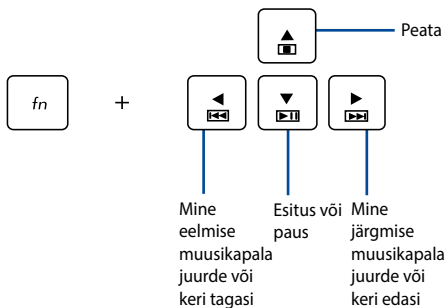 Peata
fn
+
Mine
eelmise
muusikapala
juurde või
keri tagasi
Esitus või
paus
Mine
järgmise
muusikapala
juurde või
keri edasi